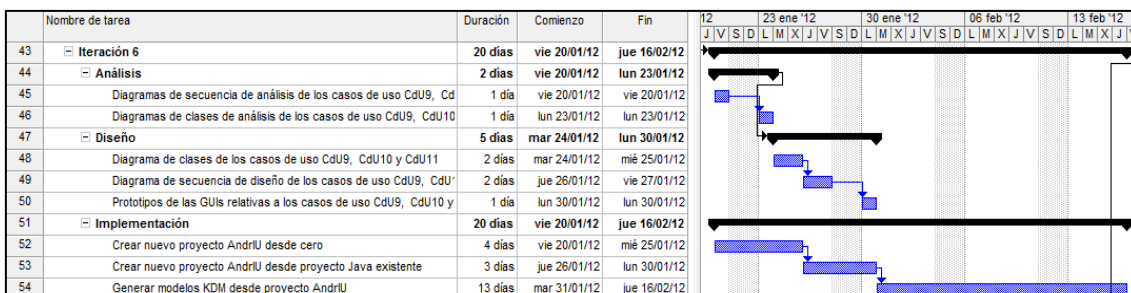 Nombre de tarea Duración Comienzo Fin 12 23 ene '12 30 ene '12 06 feb '12 13 feb '12
J V S D L M X J V S D L M X J V S D L M X J V S D L M X J
43 Iteración 6 20 días vie 20/01/12 jue 16/02/12
44 Análisis 2 días vie 20/01/12 lun 23/01/12
45 Diagramas de secuencia de análisis de los casos de uso CdU9, Cd 1 día vie 20/01/12 vie 20/01/12
46 Diagramas de clases de análisis de los casos de uso CdU9, CdU10 1 día lun 23/01/12 lun 23/01/12
47 Diseño 5 días mar 24/01/12 lun 30/01/12
48 Diagrama de clases de los casos de uso CdU9, CdU10 y CdU11 2 días mar 24/01/12 mié 25/01/12
49 Diagrama de secuencia de diseño de los casos de uso CdU9, CdU 2 días jue 26/01/12 vie 27/01/12
50 Prototipos de las GUIs relativas a los casos de uso CdU9, CdU10 y 1 día lun 30/01/12 lun 30/01/12
51 Implementación 20 días vie 20/01/12 jue 16/02/12
52 Crear nuevo proyecto AndrIU desde cero 4 días vie 20/01/12 mié 25/01/12
53 Crear nuevo proyecto AndrIU desde proyecto Java existente 3 días jue 26/01/12 lun 30/01/12
54 Generar modelos KDM desde proyecto AndrIU 13 días mar 31/01/12 jue 16/02/12